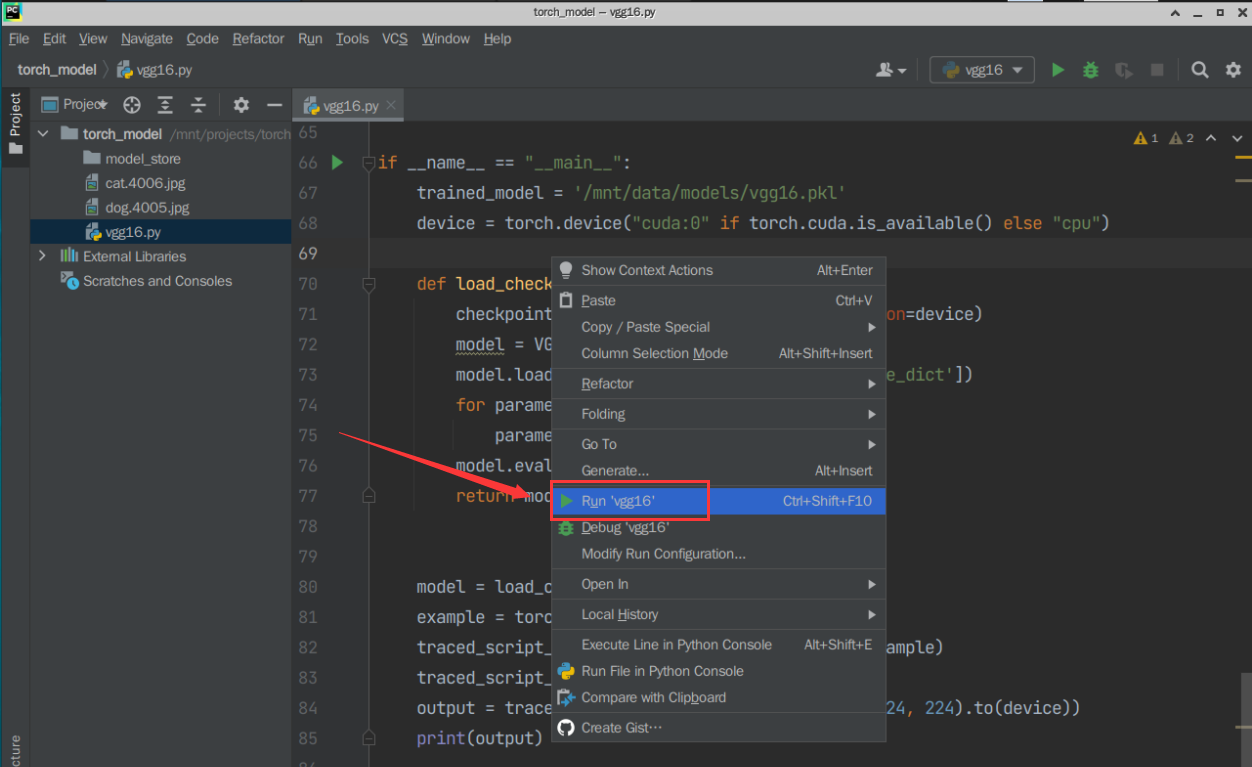 PC
torch_model – vgg16.py
File Edit View Navigate Code Refactor Run Tools VCS Window Help
torch_model vgg16.py
vgg16
Project
Project
vgg16.py
torch_model /mnt/projects/torch
model_store
cat.4006.jpg
dog.4005.jpg
vgg16.py
External Libraries
Scratches and Consoles
1 2
65
66 if __name__ == "__main__":
67 trained_model = '/mnt/data/models/vgg16.pkl'
68 device = torch.device("cuda:0" if torch.cuda.is_available() else "cpu")
69
70 def load_check
71 checkpoint on=device)
72 model = VG
73 model.load e_dict'])
74 for parame
75 parame
76 model.eval
77 return mod
78
79
80 model = load_c
81 example = torc
82 traced_script_ ample)
83 traced_script_
84 output = trace 24, 224).to(device))
85 print(output)
Show Context Actions Alt+Enter
Paste Ctrl+V
Copy / Paste Special
Column Selection Mode Alt+Shift+Insert
Refactor
Folding
Go To
Generate... Alt+Insert
Run 'vgg16' Ctrl+Shift+F10
Debug 'vgg16'
Modify Run Configuration...
Open In
Local History
Execute Line in Python Console Alt+Shift+E
Run File in Python Console
Compare with Clipboard
Create Gist...
cture